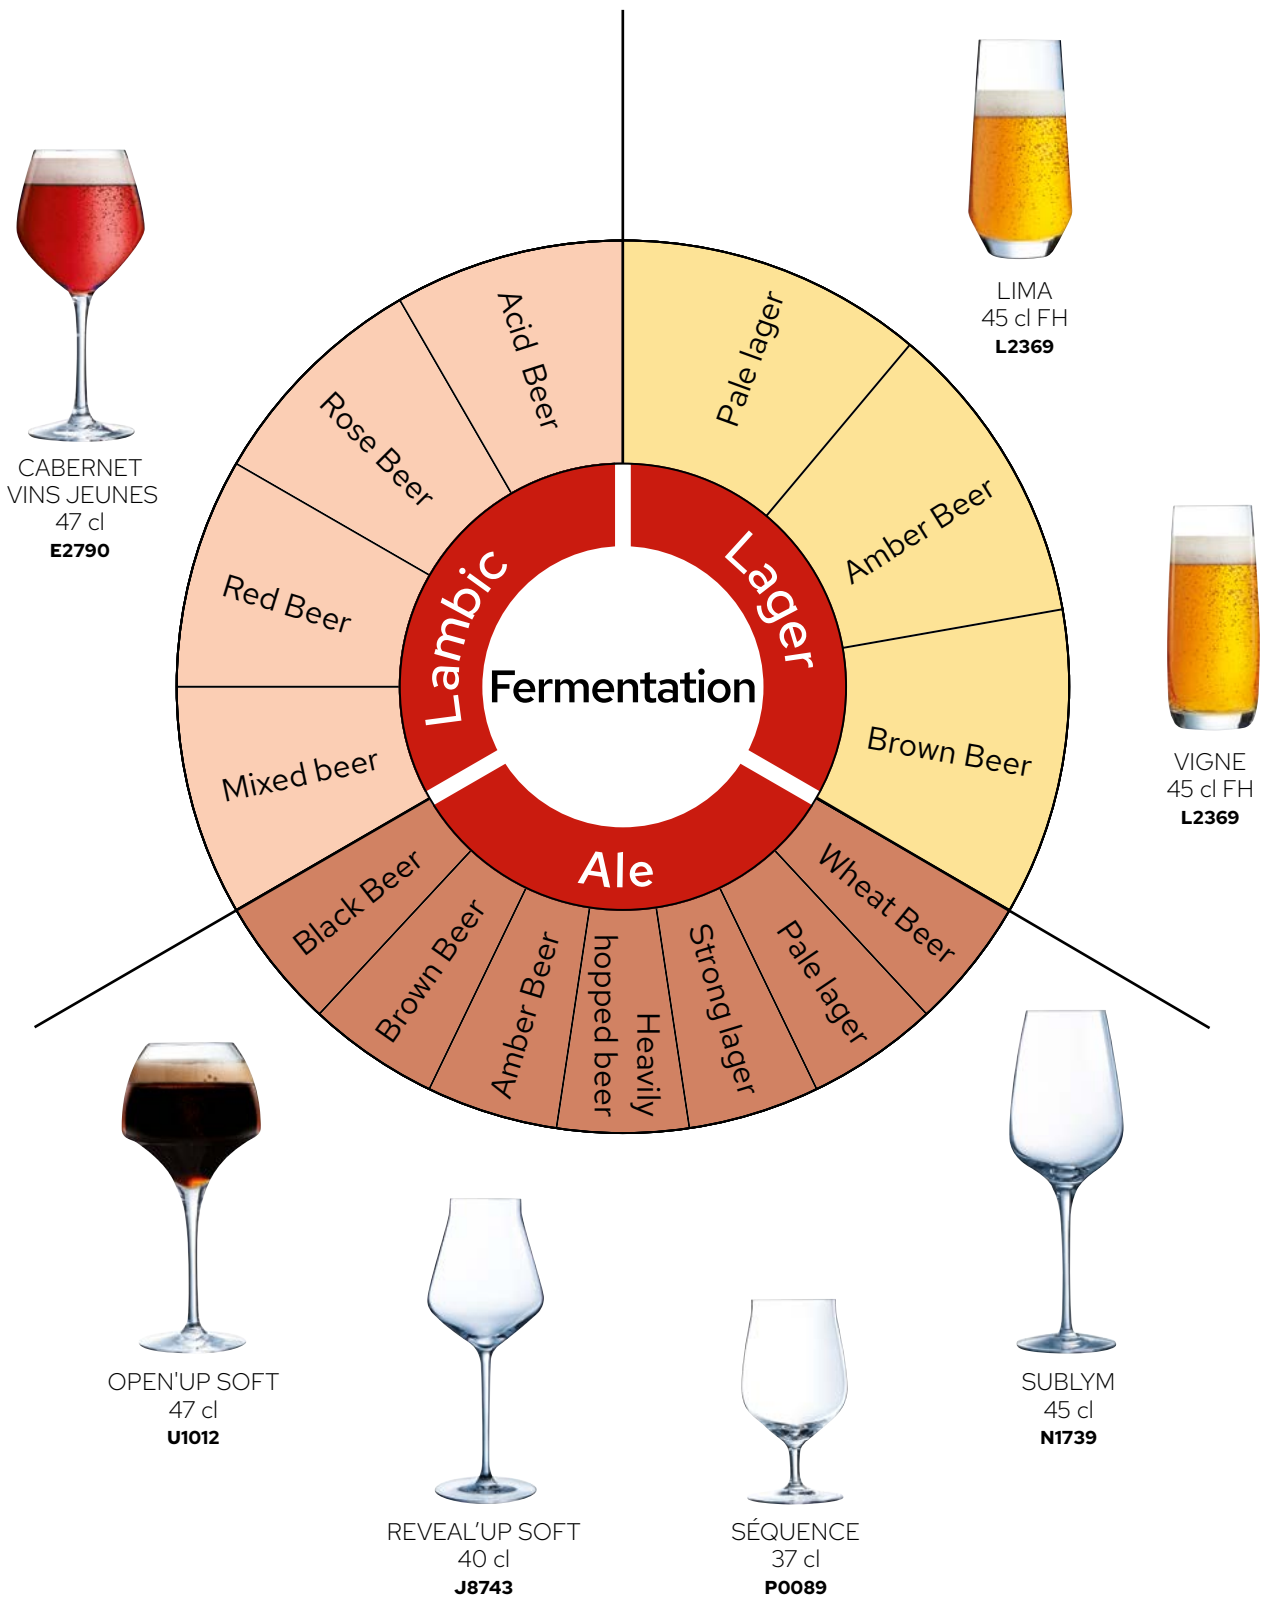 LIMA
45 cl FH
L2369
CABERNET
VINS JEUNES
47 cl
E2790
Acid Beer
Rose Beer
Red Beer
Mixed beer
Pale lager
Amber Beer
Brown Beer
Lambic
Lager
Fermentation
Ale
VIGNE
45 cl FH
L2369
Black Beer
Brown Beer
Amber Beer
Heavily
hopped beer
Strong lager
Pale lager
Wheat Beer
OPEN'UP SOFT
47 cl
U1012
REVEAL’UP SOFT
40 cl
J8743
SÉQUENCE
37 cl
P0089
SUBLYM
45 cl
N1739